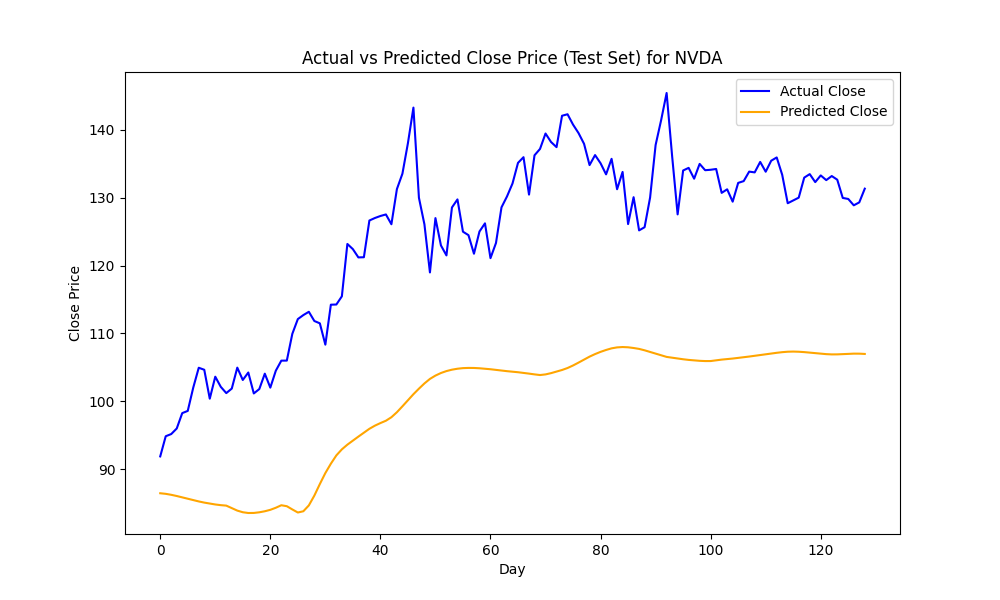 Actual vs Predicted Close Price (Test Set) for NVDA
Actual Close
Predicted Close
Close Price
140
130
120
110
100
90
0 20 40 60 80 100 120
Day